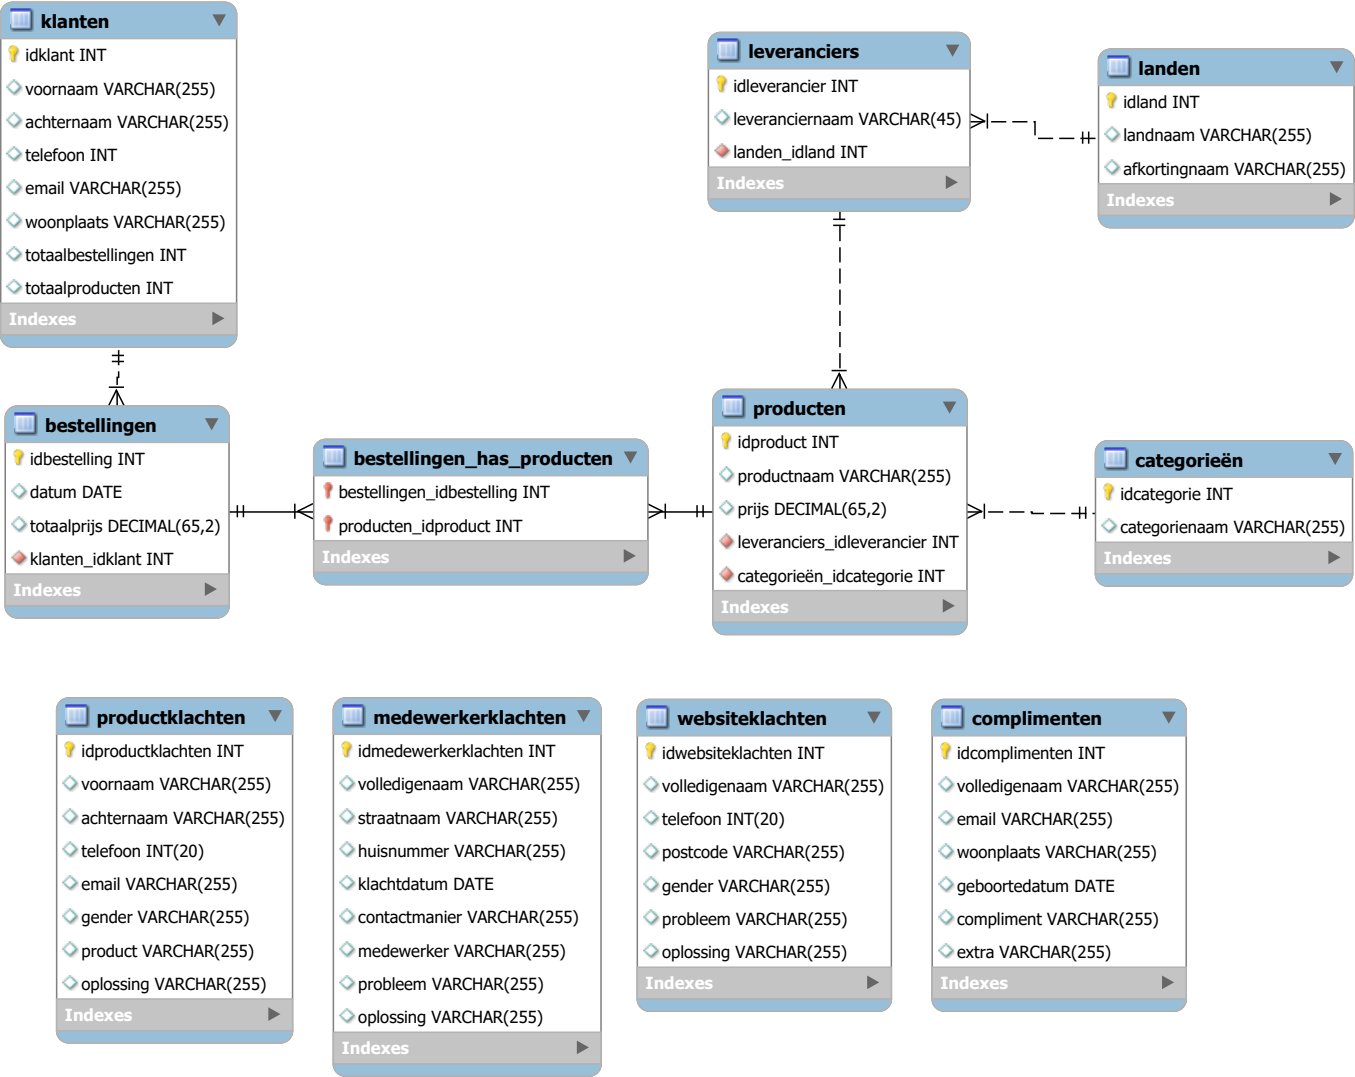 klanten
idklant INT
voornaam VARCHAR(255)
achternaam VARCHAR(255)
telefoon INT
email VARCHAR(255)
woonplaats VARCHAR(255)
totaalbestellingen INT
totaalproducten INT
Indexes
leveranciers
idleverancier INT
leveranciernaam VARCHAR(45)
landen_idland INT
Indexes
landen
idland INT
landnaam VARCHAR(255)
afkortingnaam VARCHAR(255)
Indexes
bestellingen
idbestelling INT
datum DATE
totaalprijs DECIMAL(65,2)
klanten_idklant INT
Indexes
bestellingen_has_producten
bestellingen_idbestelling INT
producten_idproduct INT
Indexes
producten
idproduct INT
productnaam VARCHAR(255)
prijs DECIMAL(65,2)
leveranciers_idleverancier INT
categorieën_idcategorie INT
Indexes
categorieën
idcategorie INT
categorienaam VARCHAR(255)
Indexes
productklachten
idproductklachten INT
voornaam VARCHAR(255)
achternaam VARCHAR(255)
telefoon INT(20)
email VARCHAR(255)
gender VARCHAR(255)
product VARCHAR(255)
oplossing VARCHAR(255)
Indexes
medewerkerklachten
idmedewerkerklachten INT
volledigenaam VARCHAR(255)
straatnaam VARCHAR(255)
huisnummer VARCHAR(255)
klachtdatum DATE
contactmanier VARCHAR(255)
medewerker VARCHAR(255)
probleem VARCHAR(255)
oplossing VARCHAR(255)
Indexes
websiteklachten
idwebsiteklachten INT
volledigenaam VARCHAR(255)
telefoon INT(20)
postcode VARCHAR(255)
gender VARCHAR(255)
probleem VARCHAR(255)
oplossing VARCHAR(255)
Indexes
complimenten
idcomplimenten INT
volledigenaam VARCHAR(255)
email VARCHAR(255)
woonplaats VARCHAR(255)
geboortedatum DATE
compliment VARCHAR(255)
extra VARCHAR(255)
Indexes